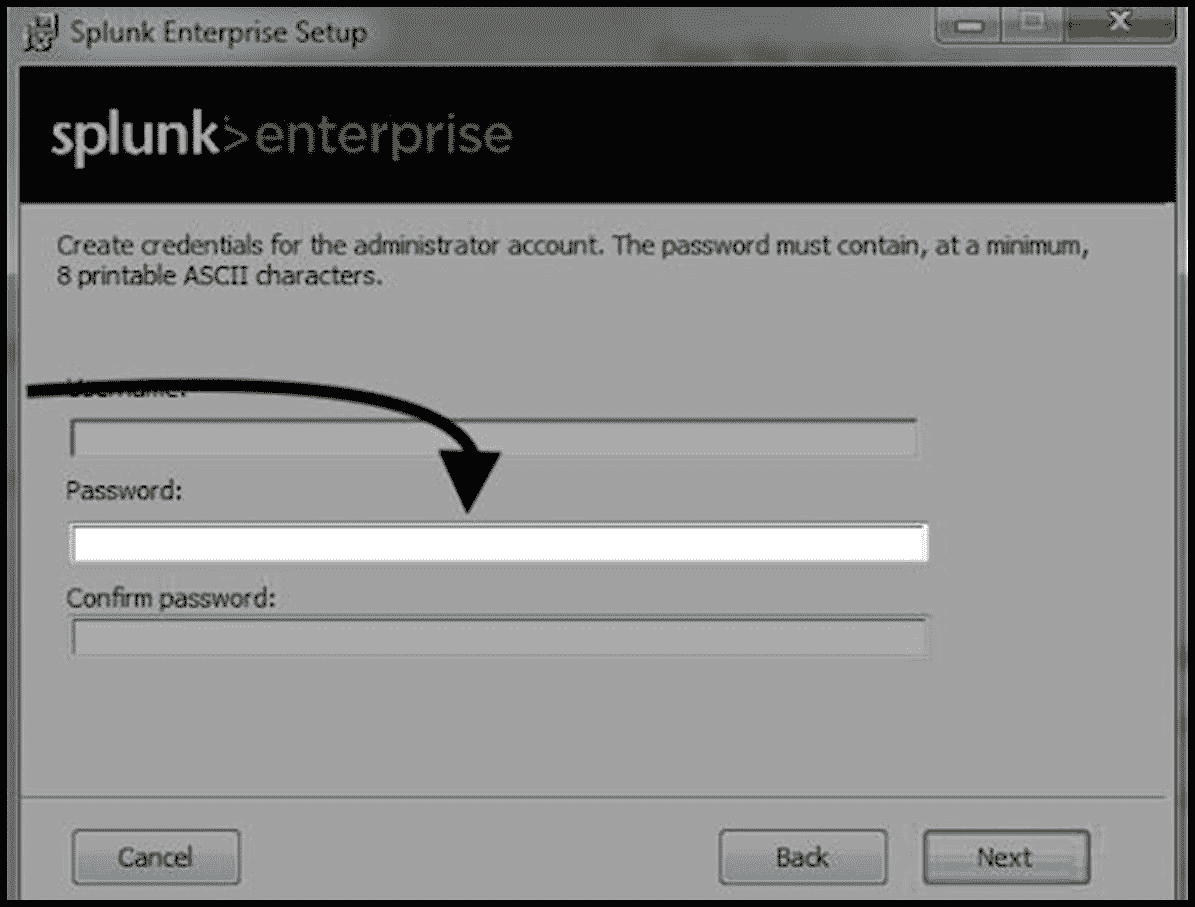 Splunk Enterprise Setup
splunk>enterprise
Create credentials for the administrator account. The password must contain, at a minimum,
8 printable ASCII characters.
Username:
Password:
Confirm password:
Cancel
Back
Next